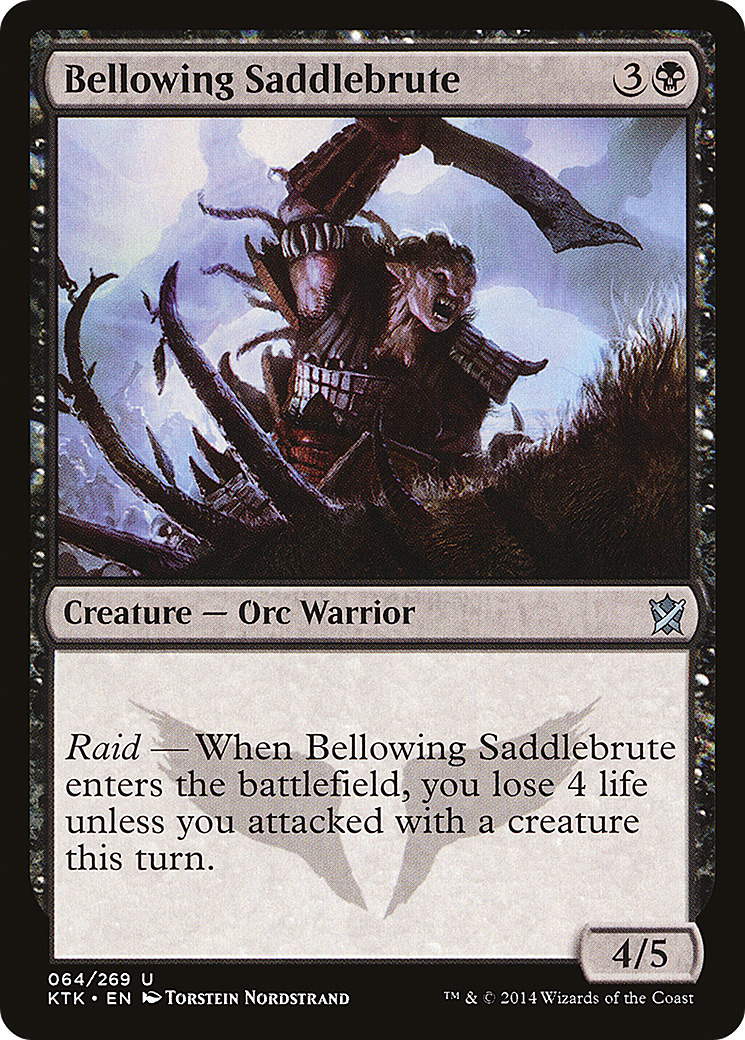 Bellowing Saddlebrute 3
Creature — Orc Warrior
Raid — When Bellowing Saddlebrute
enters the battlefield, you lose 4 life
unless you attacked with a creature
this turn.
4/5
064/269 U
KTK • EN Torstein Nordstrand
™ & © 2014 Wizards of the Coast